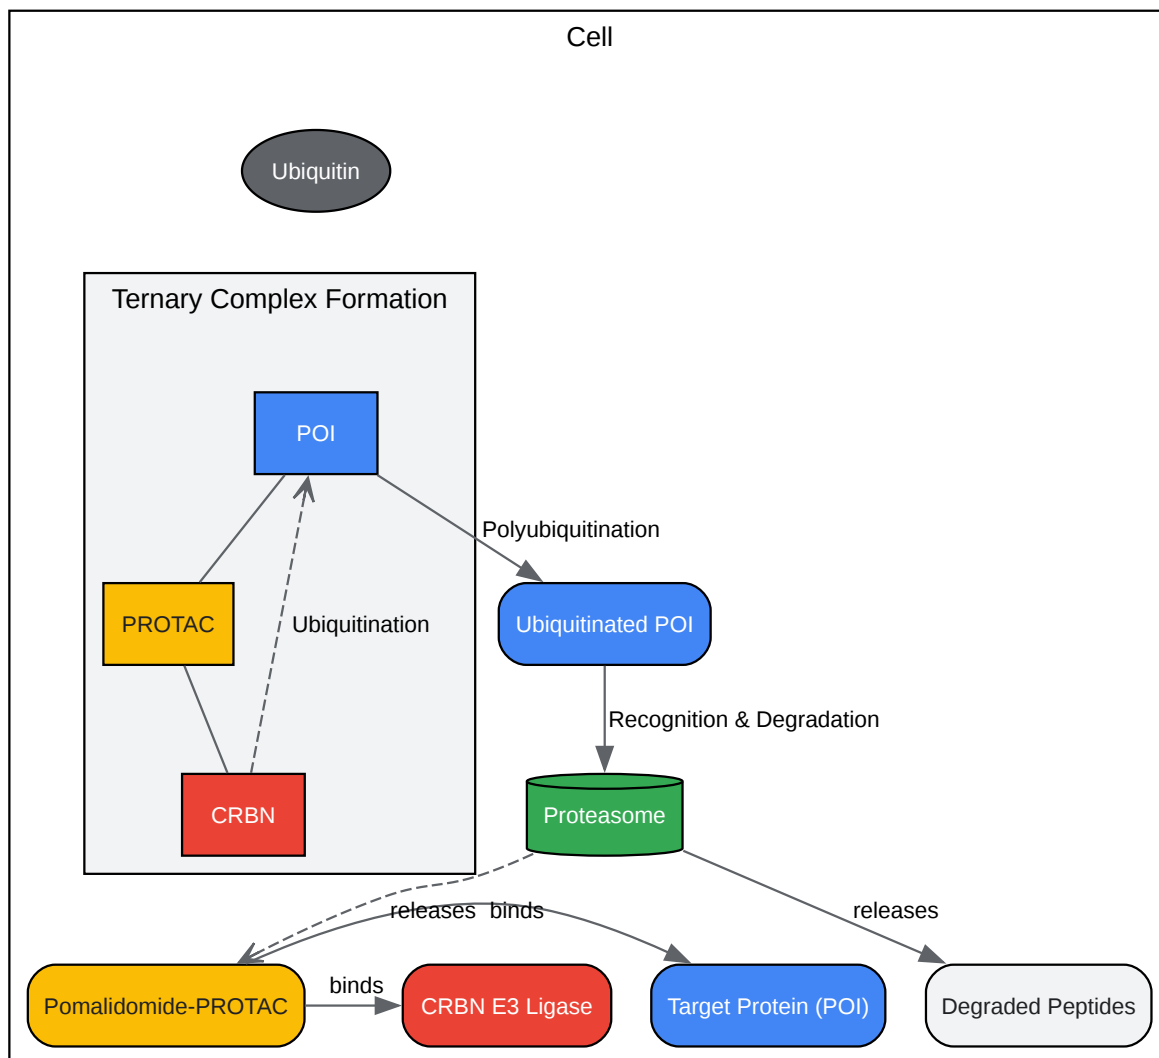 Cell
Ubiquitin
Ternary Complex Formation
POI
Polyubiquitination
PROTAC
Ubiquitination
Ubiquitinated POI
Recognition & Degradation
CRBN
Proteasome
releases
binds
releases
binds
Pomalidomide-PROTAC
CRBN E3 Ligase
Target Protein (POI)
Degraded Peptides